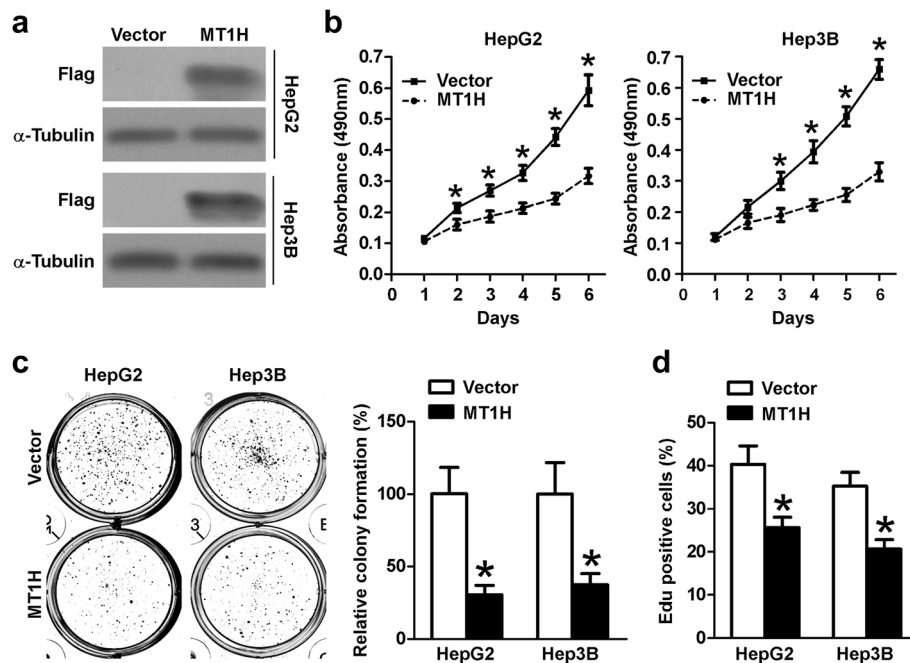 a
Vector MT1H
Flag
α-Tubulin
HepG2
Flag
α-Tubulin
Hep3B
b
HepG2
Absorbance (490nm)
0.7
0.6
0.5
0.4
0.3
0.2
0.1
0.0
Vector
MT1H
* * * * *
0 1 2 3 4 5 6
Days
Hep3B
Absorbance (490nm)
0.7
0.6
0.5
0.4
0.3
0.2
0.1
0.0
Vector
MT1H
* * * *
0 1 2 3 4 5 6
Days
c
HepG2 Hep3B
Vector
MT1H
3
3
Vector
MT1H
Relative colony formation (%)
150
100
50
0
* *
HepG2 Hep3B
d
Vector
MT1H
Edu positive cells (%)
50
40
30
20
10
0
* *
HepG2 Hep3B